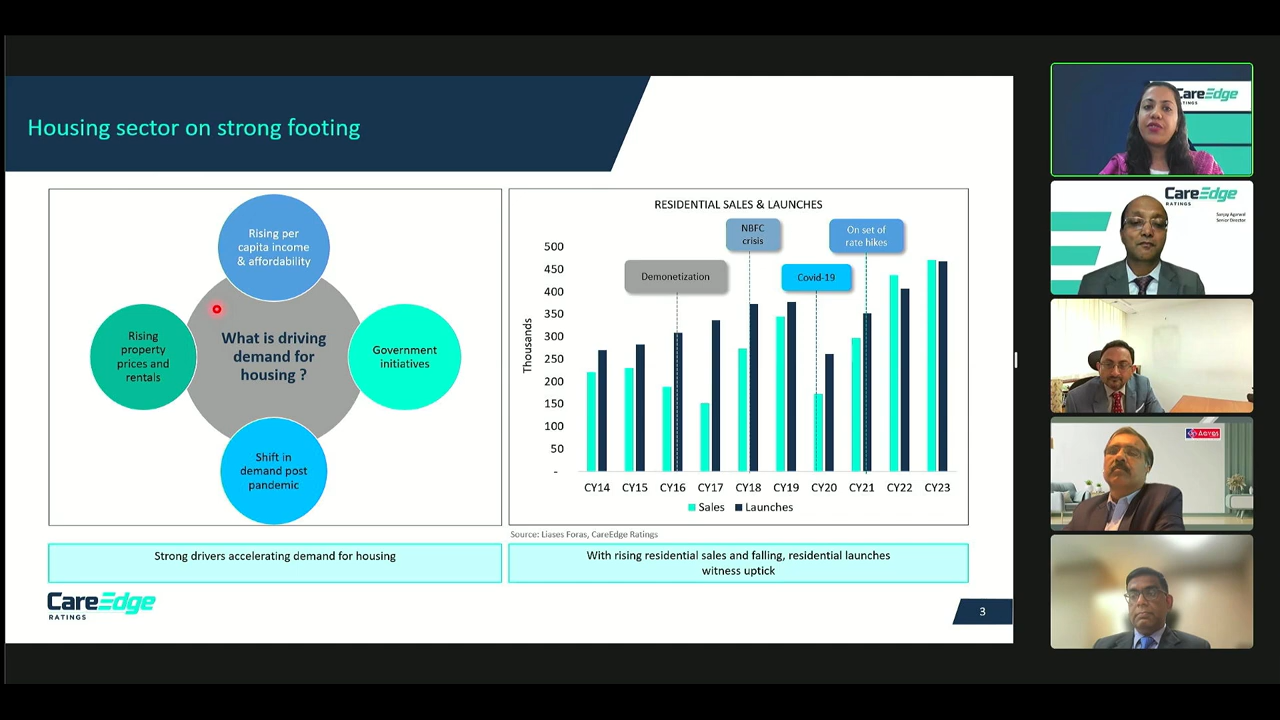 Housing sector on strong footing
Rising per
capita income
& affordability
Rising
property
prices and
rentals
What is driving
demand for
housing ?
Government
initiatives
Shift in
demand post
pandemic
Strong drivers accelerating demand for housing
RESIDENTIAL SALES & LAUNCHES
NBFC
crisis
On set of
rate hikes
Demonetization
Covid-19
Thousands
500
450
400
350
300
250
200
150
100
50
-
CY14 CY15 CY16 CY17 CY18 CY19 CY20 CY21 CY22 CY23
Sales Launches
Source: Liases Foras, CareEdge Ratings
With rising residential sales and falling, residential launches
witness uptick
CareEdge
RATINGS
3
CareEdge
RATINGS
CareEdge
RATINGS
Sanjay Agarwal
Senior Director